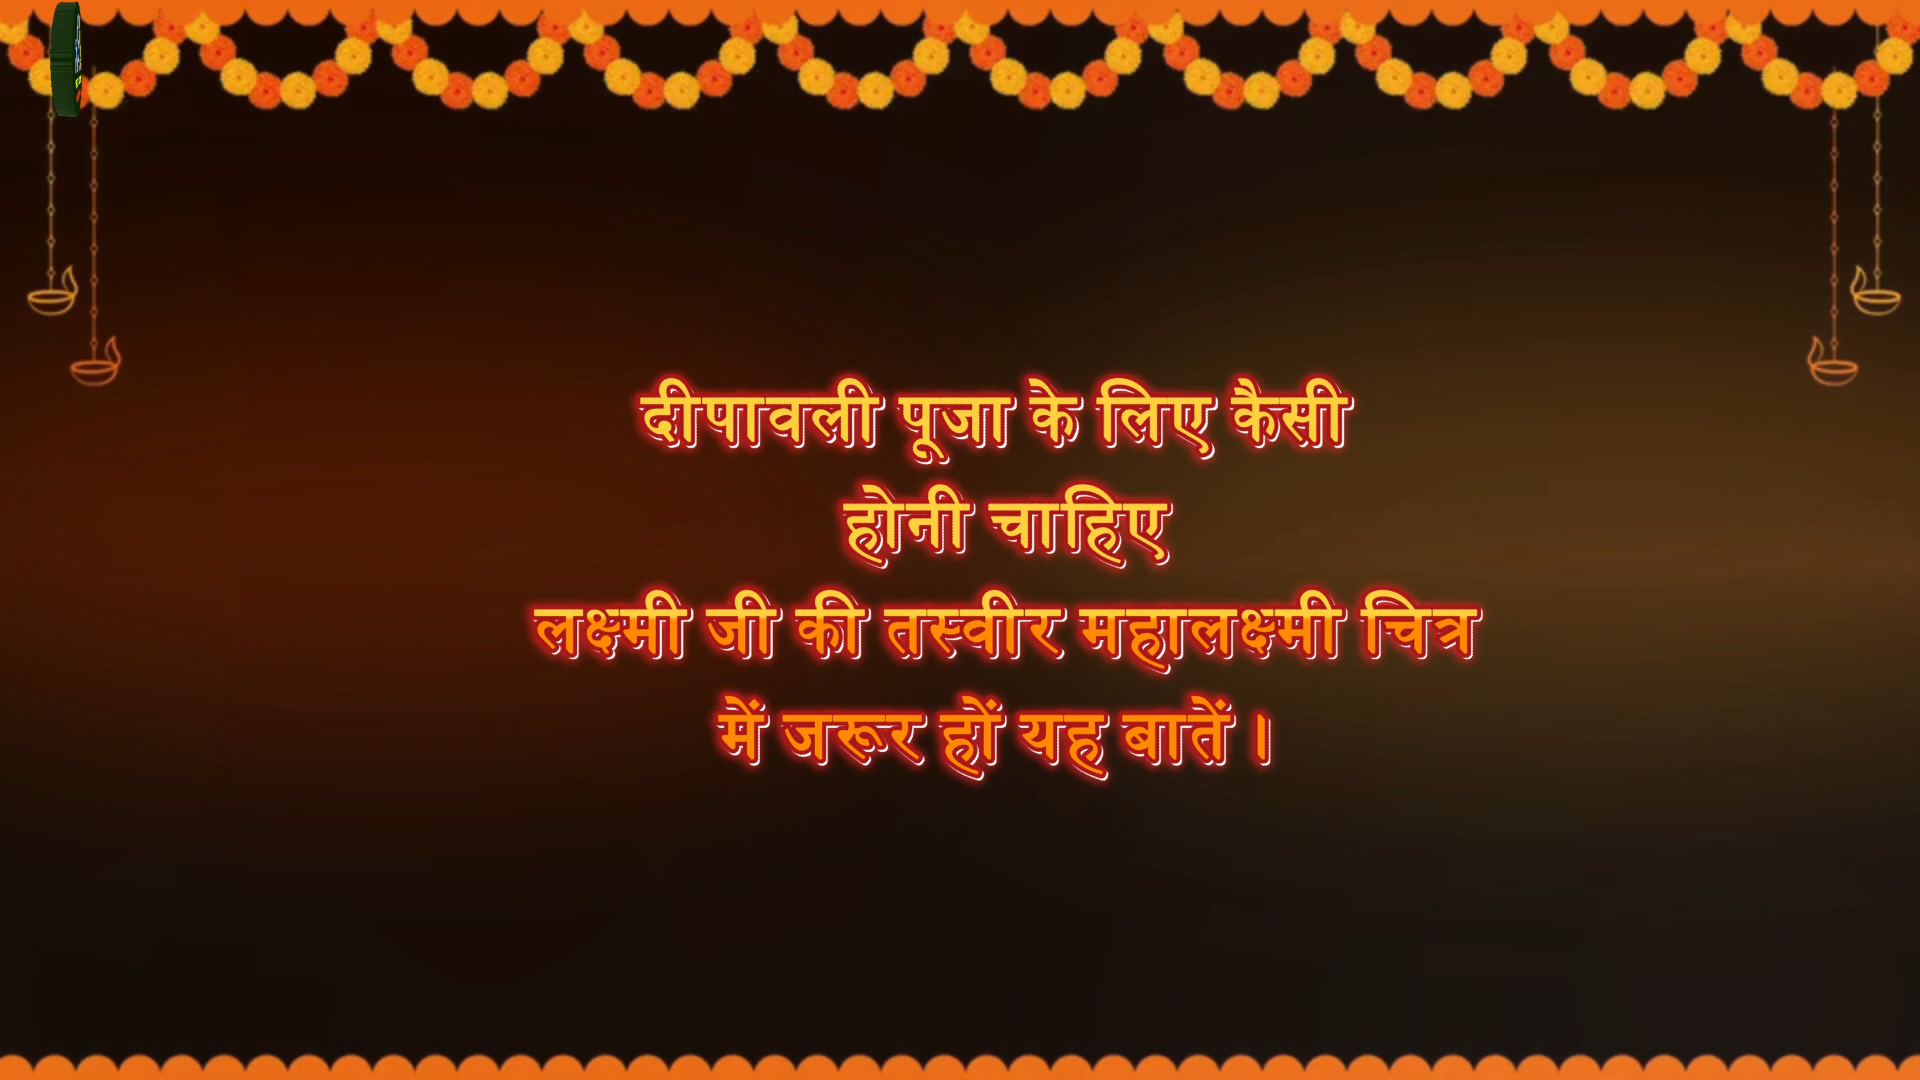 दीपावली पूजा के लिए कैसी
होनी चाहिए
लक्ष्मी जी की तस्वीर महालक्ष्मी चित्र
में जरूर हों यह बातें।